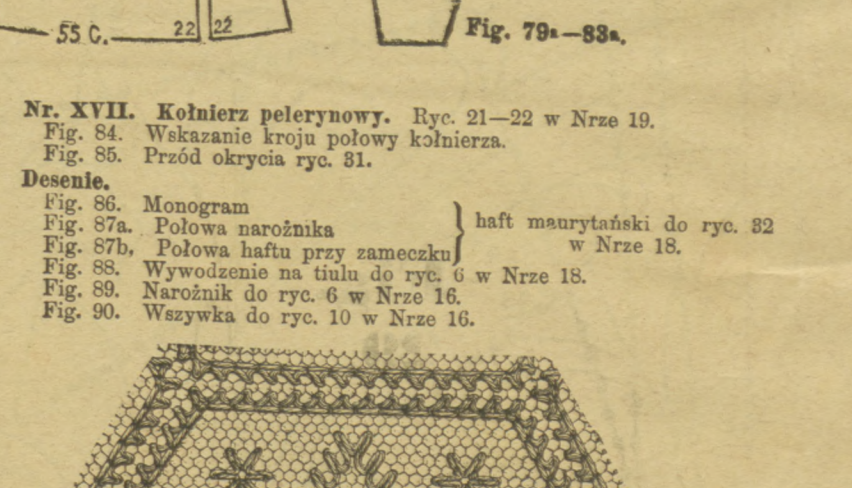 55 C. 22 22
Fig. 79a—83a.
Nr. XVII. Kołnierz pelerynowy. Ryc. 21—22 w Nrze 19.
Fig. 84. Wskazanie kroju połowy kołnierza.
Fig. 85. Przód okrycia ryc. 31.
Desenie.
Fig. 86. Monogram
Fig. 87a. Połowa narożnika
Fig. 87b, Połowa haftu przy zameczku
haft maurytański do ryc. 32
w Nrze 18.
Fig. 88. Wywodzenie na tiulu do ryc. 6 w Nrze 18.
Fig. 89. Narożnik do ryc. 6 w Nrze 16.
Fig. 90. Wszywka do ryc. 10 w Nrze 16.